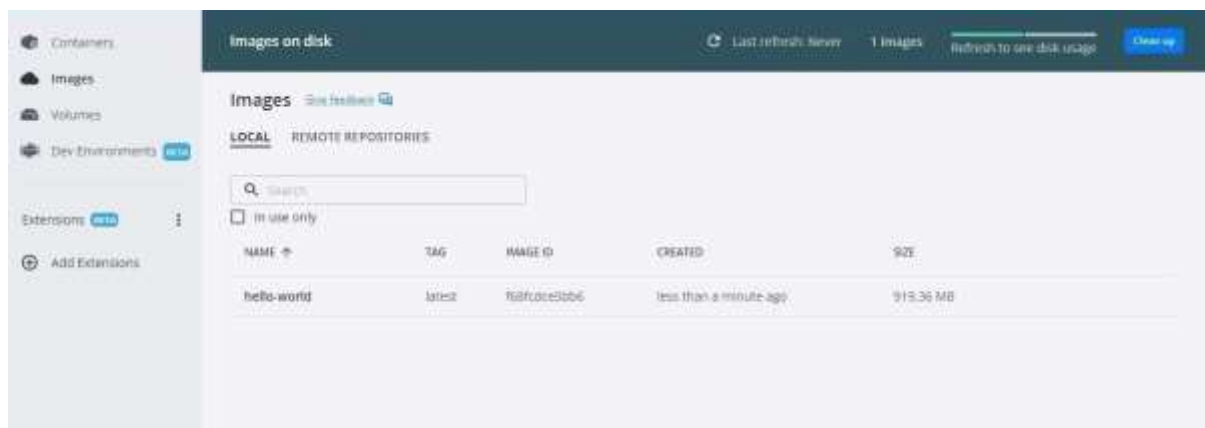 Containers
Images
Volumes
Dev Environments BETA
Extensions BETA
Add Extensions
Images on disk
Last refresh: Never
1 images
Refresh to see disk usage
Clean up
Images Give feedback
LOCAL REMOTE REPOSITORIES
Search
In use only
NAME TAG IMAGE ID CREATED SIZE
hello-world latest less than a minute ago 913.36 MB